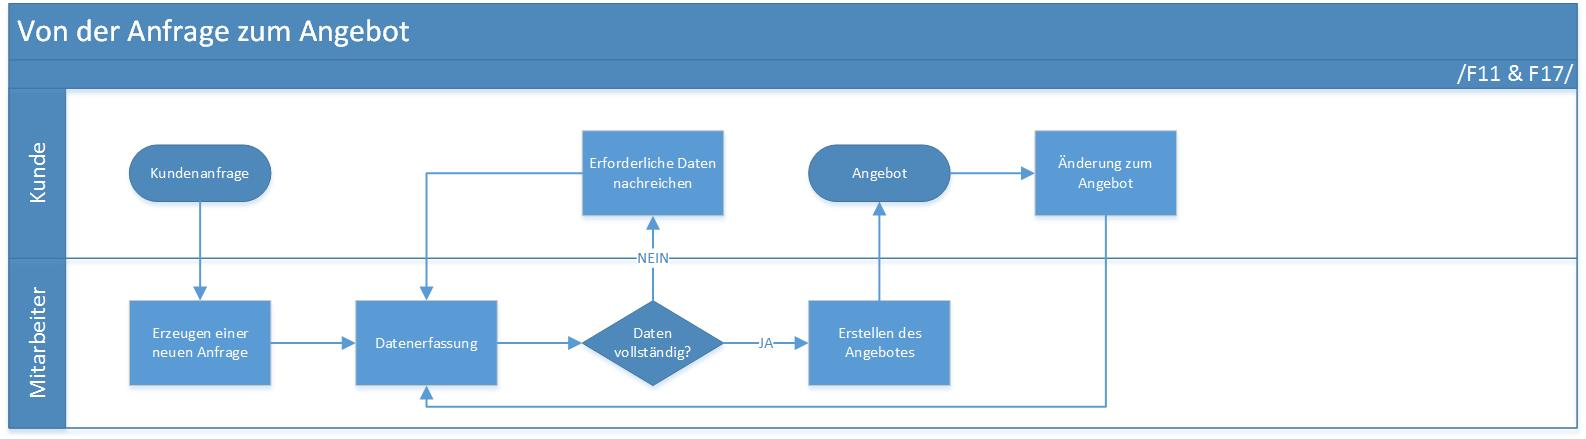 Von der Anfrage zum Angebot
/F11 & F17/
Kunde
Kundenanfrage
Erforderliche Daten
nachreichen
Angebot
Änderung zum
Angebot
NEIN
Mitarbeiter
Erzeugen einer
neuen Anfrage
Datenerfassung
Daten
vollständig?
JA
Erstellen des
Angebotes